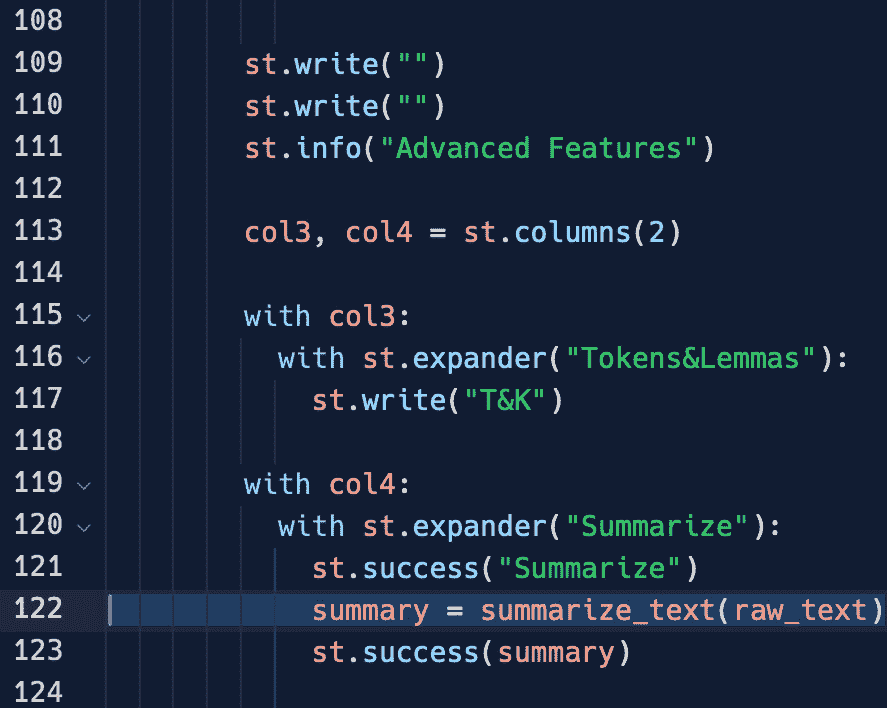 108
109 st.write("")
110 st.write("")
111 st.info("Advanced Features")
112
113 col3, col4 = st.columns(2)
114
115 with col3:
116 with st.expander("Tokens&Lemmas"):
117 st.write("T&K")
118
119 with col4:
120 with st.expander("Summarize"):
121 st.success("Summarize")
122 summary = summarize_text(raw_text)
123 st.success(summary)
124